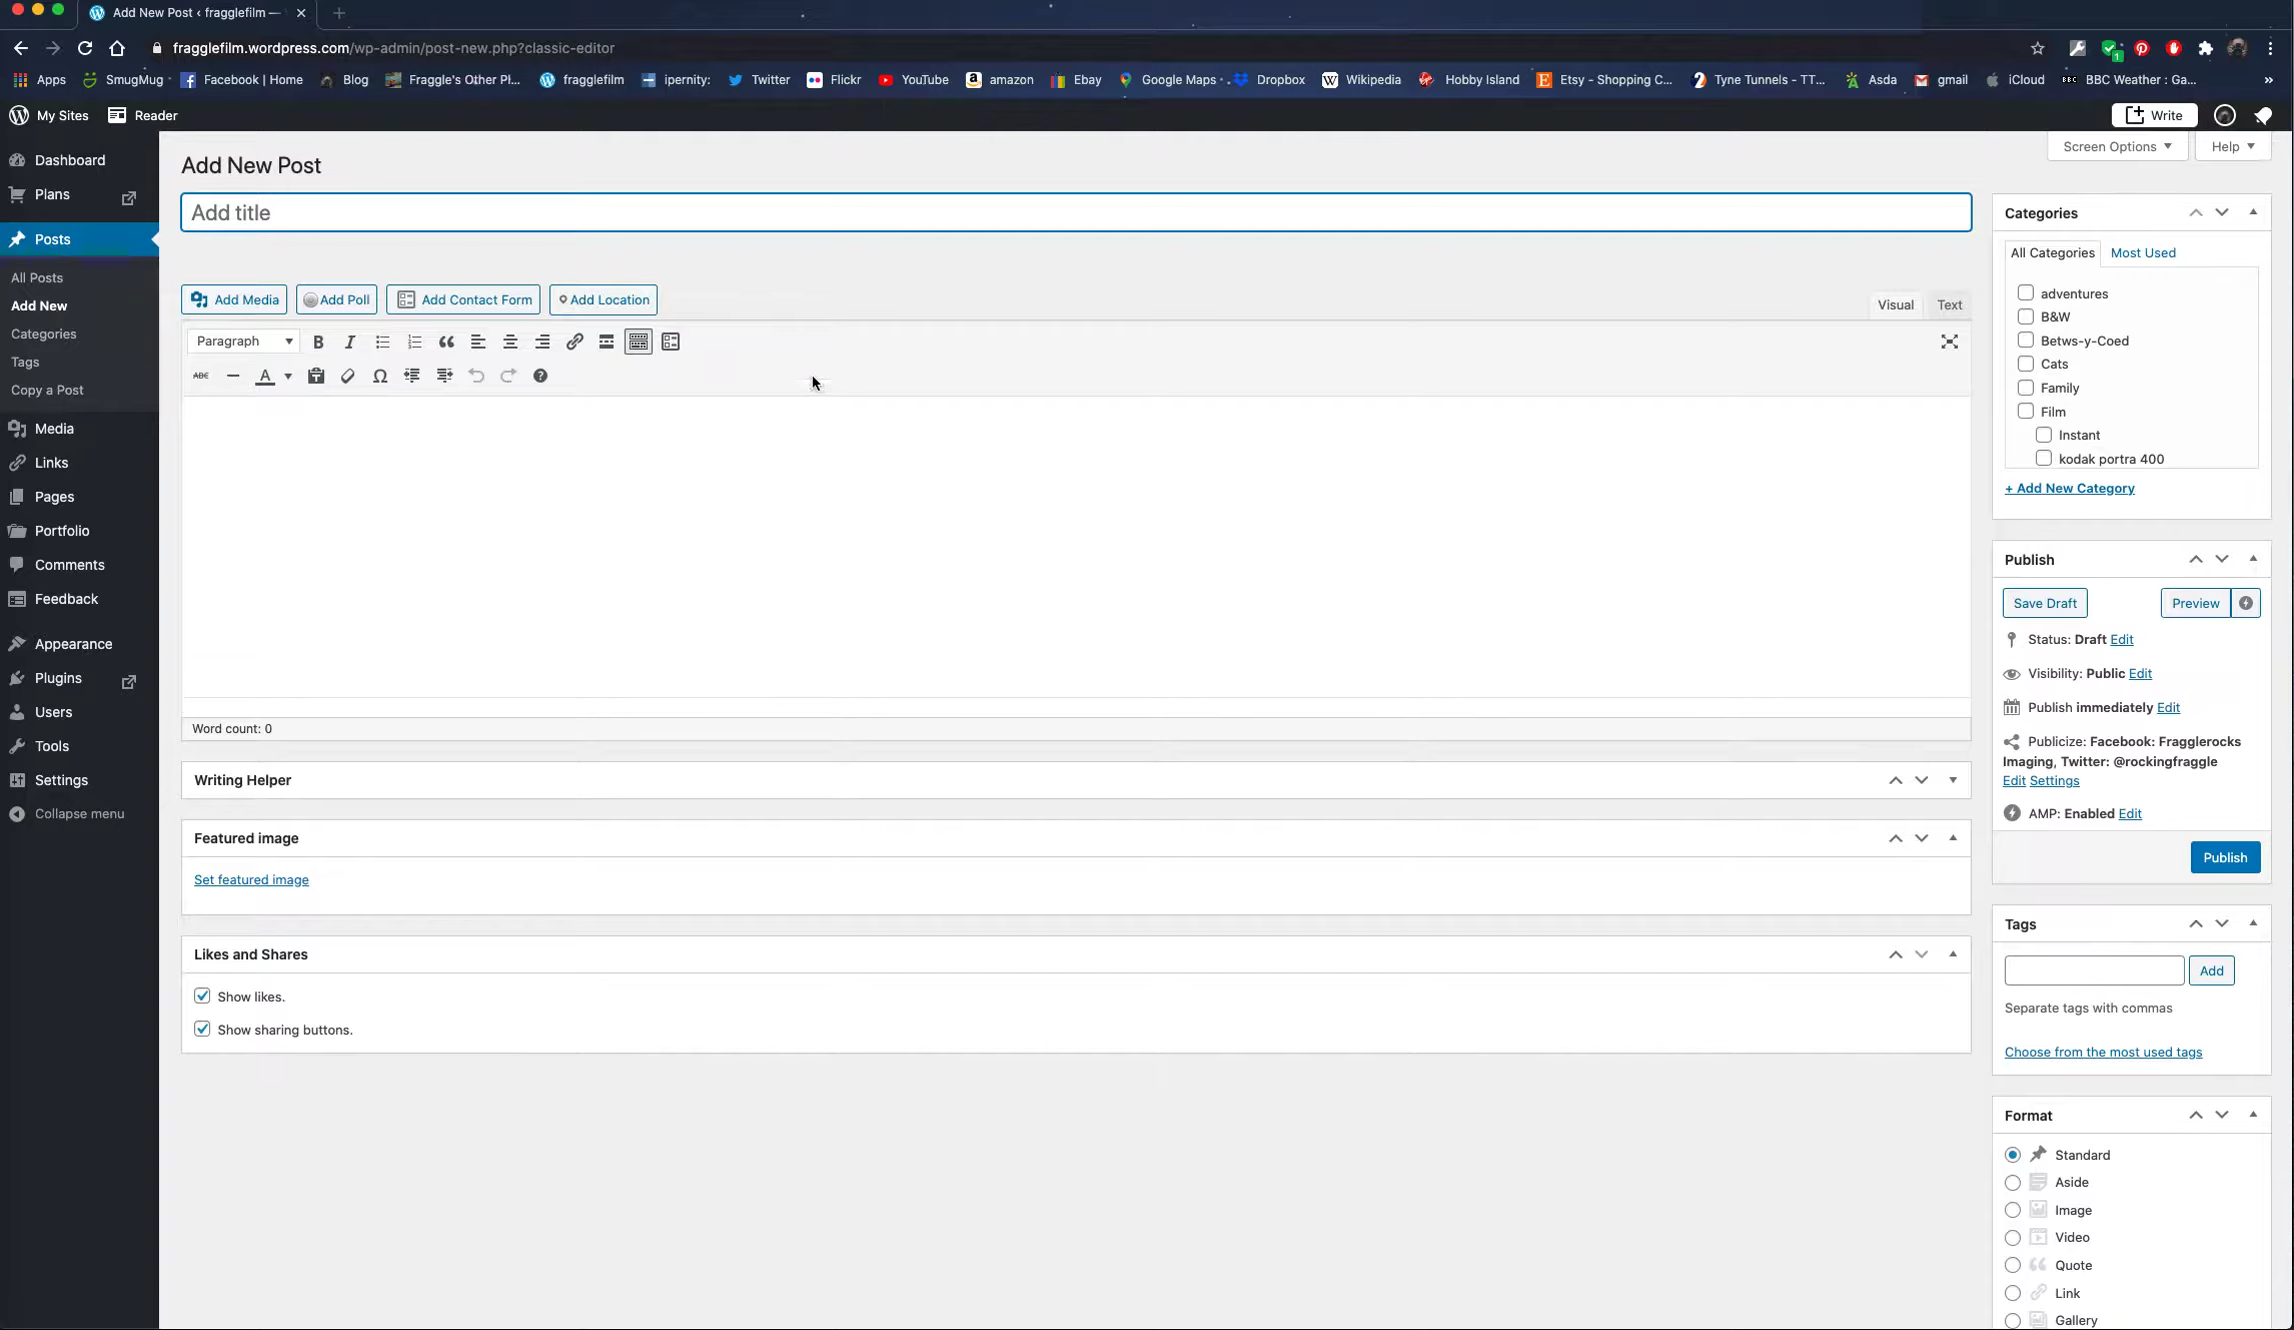 Add New Post ‹ fragglefilm —
fragglefilm.wordpress.com/wp-admin/post-new.php?classic-editor
Apps SmugMug Facebook | Home Blog Fraggle's Other Pl... fragglefilm ipernity: Twitter Flickr YouTube amazon Ebay Google Maps Dropbox Wikipedia Hobby Island Etsy - Shopping C... Tyne Tunnels - TT... Asda gmail iCloud BBC BBC Weather : Ga... »
My Sites Reader Write
Screen Options Help
Dashboard
Plans
Posts
All Posts
Add New
Categories
Tags
Copy a Post
Media
Links
Pages
Portfolio
Comments
Feedback
Appearance
Plugins
Users
Tools
Settings
Collapse menu
Add New Post
Add title
Add Media Add Poll Add Contact Form Add Location
Visual Text
Paragraph B I
ABC A Ω
Word count: 0
Writing Helper
Featured image
Set featured image
Likes and Shares
Show likes.
Show sharing buttons.
Categories
All Categories Most Used
adventures
B&W
Betws-y-Coed
Cats
Family
Film
Instant
kodak portra 400
+ Add New Category
Publish
Save Draft Preview
Status: Draft Edit
Visibility: Public Edit
Publish immediately Edit
Publicize: Facebook: Fragglerocks
Imaging, Twitter: @rockingfraggle
Edit Settings
AMP: Enabled Edit
Publish
Tags
Add
Separate tags with commas
Choose from the most used tags
Format
Standard
Aside
Image
Video
Quote
Link
Gallery